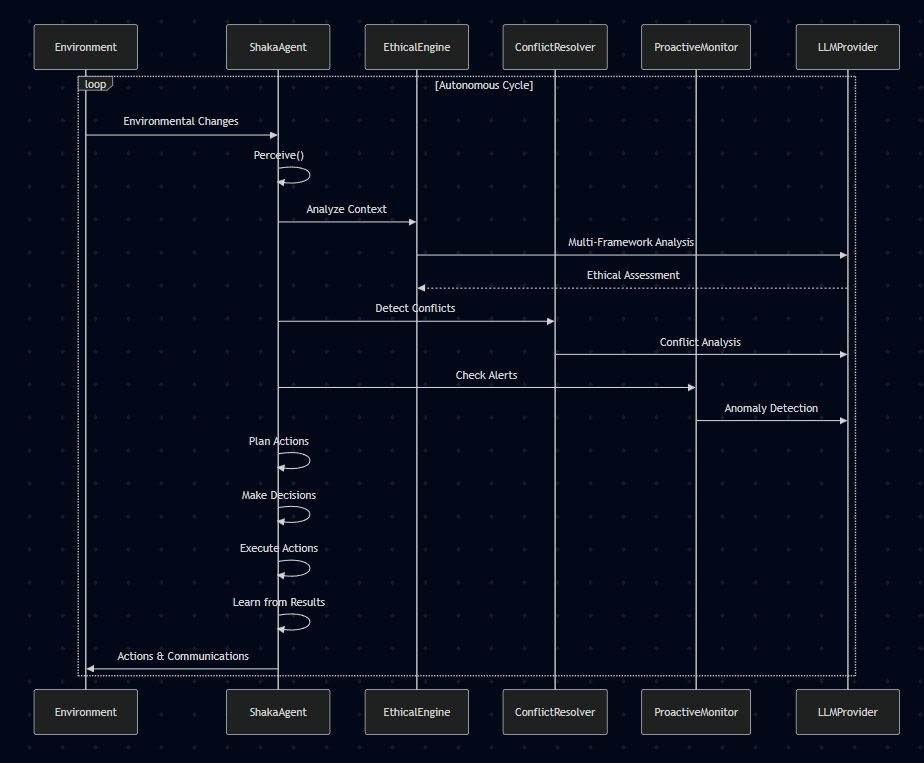 Environment
ShakaAgent
EthicalEngine
ConflictResolver
ProactiveMonitor
LLMProvider
loop
[Autonomous Cycle]
Environmental Changes
Perceive()
Analyze Context
Multi-Framework Analysis
Ethical Assessment
Detect Conflicts
Conflict Analysis
Check Alerts
Anomaly Detection
Plan Actions
Make Decisions
Execute Actions
Learn from Results
Actions & Communications
Environment
ShakaAgent
EthicalEngine
ConflictResolver
ProactiveMonitor
LLMProvider